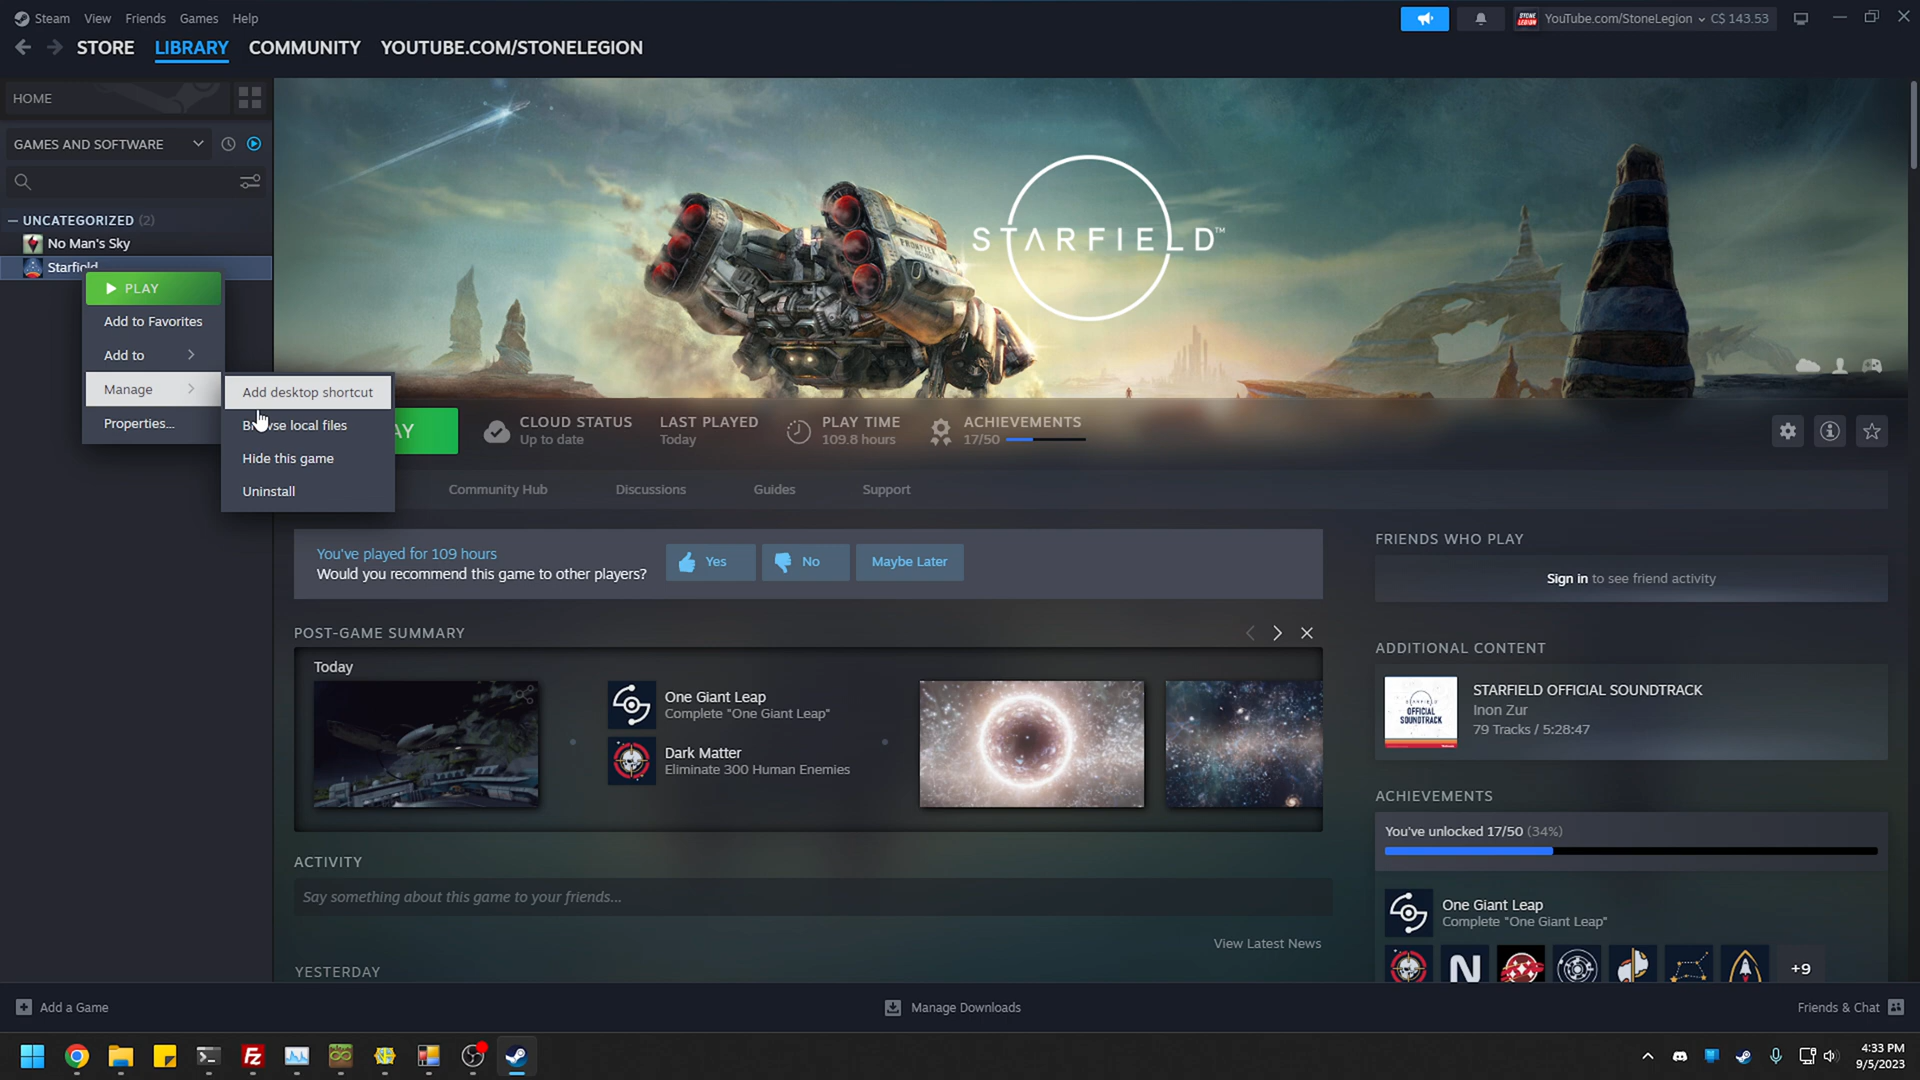 Steam View Friends Games Help
YouTube.com/StoneLegion C$ 143.53
STORE LIBRARY COMMUNITY YOUTUBE.COM/STONELEGION
HOME
GAMES AND SOFTWARE
UNCATEGORIZED (2)
No Man's Sky
Starfield
PLAY
Add to Favorites
Add to
Manage
Properties...
Add desktop shortcut
Browse local files
Hide this game
Uninstall
STARFIELD™
AY
CLOUD STATUS
Up to date
LAST PLAYED
Today
PLAY TIME
109.8 hours
ACHIEVEMENTS
17/50
Community Hub Discussions Guides Support
You've played for 109 hours
Would you recommend this game to other players?
Yes No Maybe Later
POST-GAME SUMMARY
Today
One Giant Leap
Complete "One Giant Leap"
Dark Matter
Eliminate 300 Human Enemies
ACTIVITY
Say something about this game to your friends...
View Latest News
YESTERDAY
FRIENDS WHO PLAY
Sign in to see friend activity
ADDITIONAL CONTENT
OFFICIAL
SOUNDTRACK
STARFIELD OFFICIAL SOUNDTRACK
Inon Zur
79 Tracks / 5:28:47
ACHIEVEMENTS
You've unlocked 17/50 (34%)
One Giant Leap
Complete "One Giant Leap"
+9
Add a Game
Manage Downloads
Friends & Chat
4:33 PM
9/5/2023